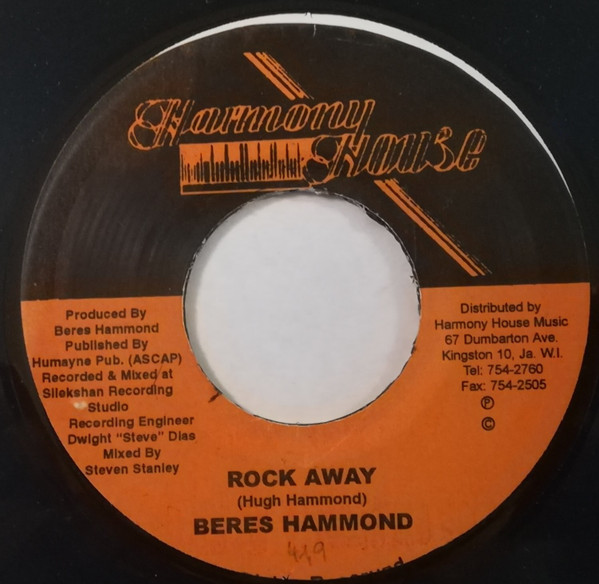 Harmony
House
Produced By
Beres Hammond
Published By
Humayne Pub. (ASCAP)
Recorded & Mixed at
Silekshan Recording
Studio
Recording Engineer
Dwight "Steve" Dias
Mixed By
Steven Stanley
Distributed by
Harmony House Music
67 Dumbarton Ave.
Kingston 10, Ja. W.I.
Tel: 754-2760
Fax: 754-2505
℗
©
ROCK AWAY
(Hugh Hammond)
BERES HAMMOND